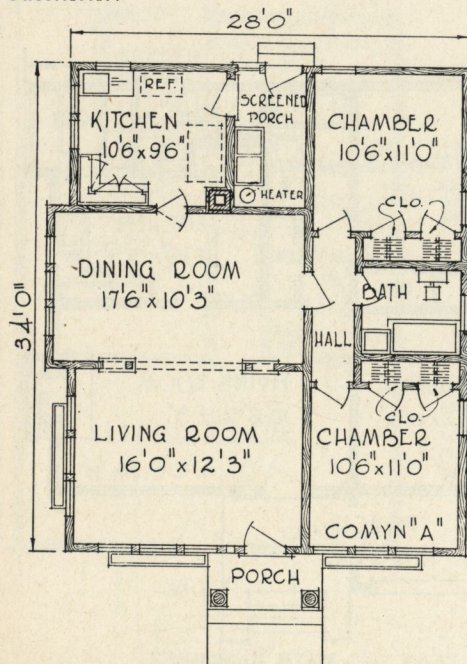 28'0"
REF.
KITCHEN
10'6"x9'6"
SCREENED
PORCH
HEATER
CHAMBER
10'6"x11'0"
CLO.
DINING ROOM
17'6"x10'3"
34'0"
BATH
HALL
CLO.
LIVING ROOM
16'0"x12'3"
CHAMBER
10'6"x11'0"
COMYN "A"
PORCH